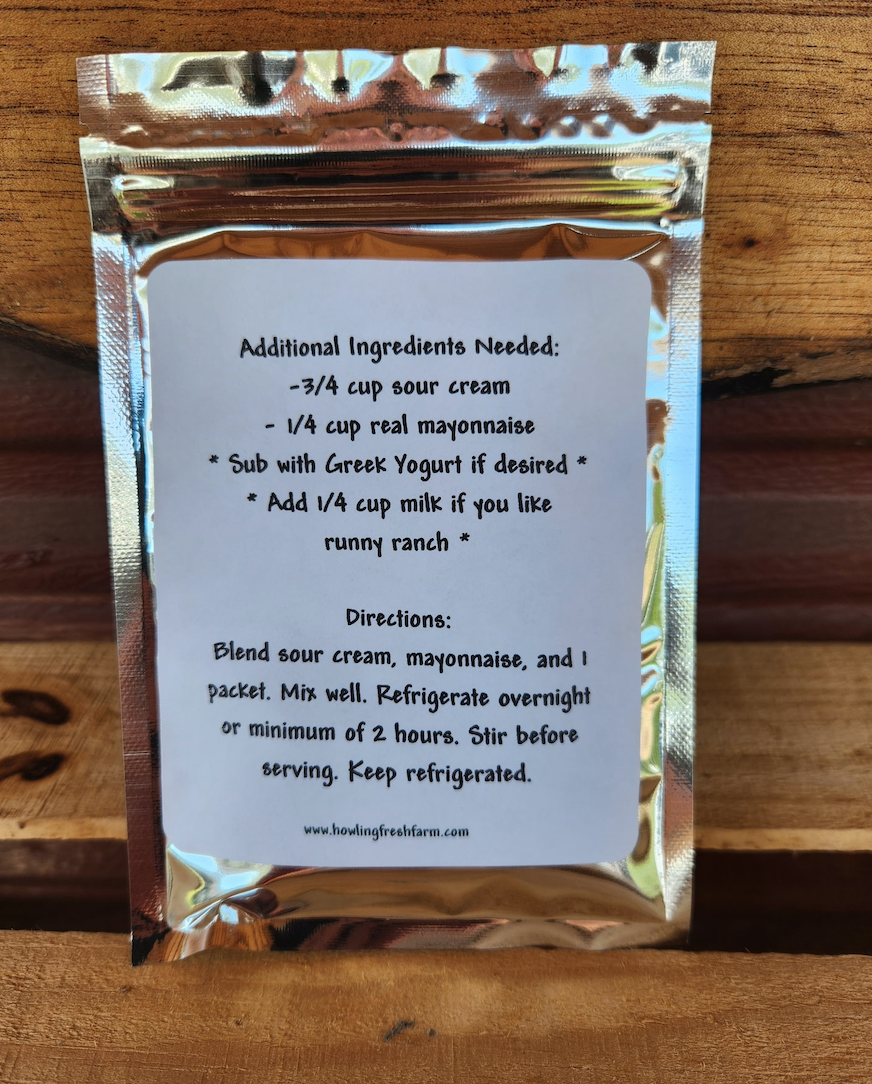 Additional Ingredients Needed:
-3/4 cup sour cream
- 1/4 cup real mayonnaise
* Sub with Greek Yogurt if desired *
* Add 1/4 cup milk if you like
runny ranch *
Directions:
Blend sour cream, mayonnaise, and 1
packet. Mix well. Refrigerate overnight
or minimum of 2 hours. Stir before
serving. Keep refrigerated.
www.howlingfreshfarm.com